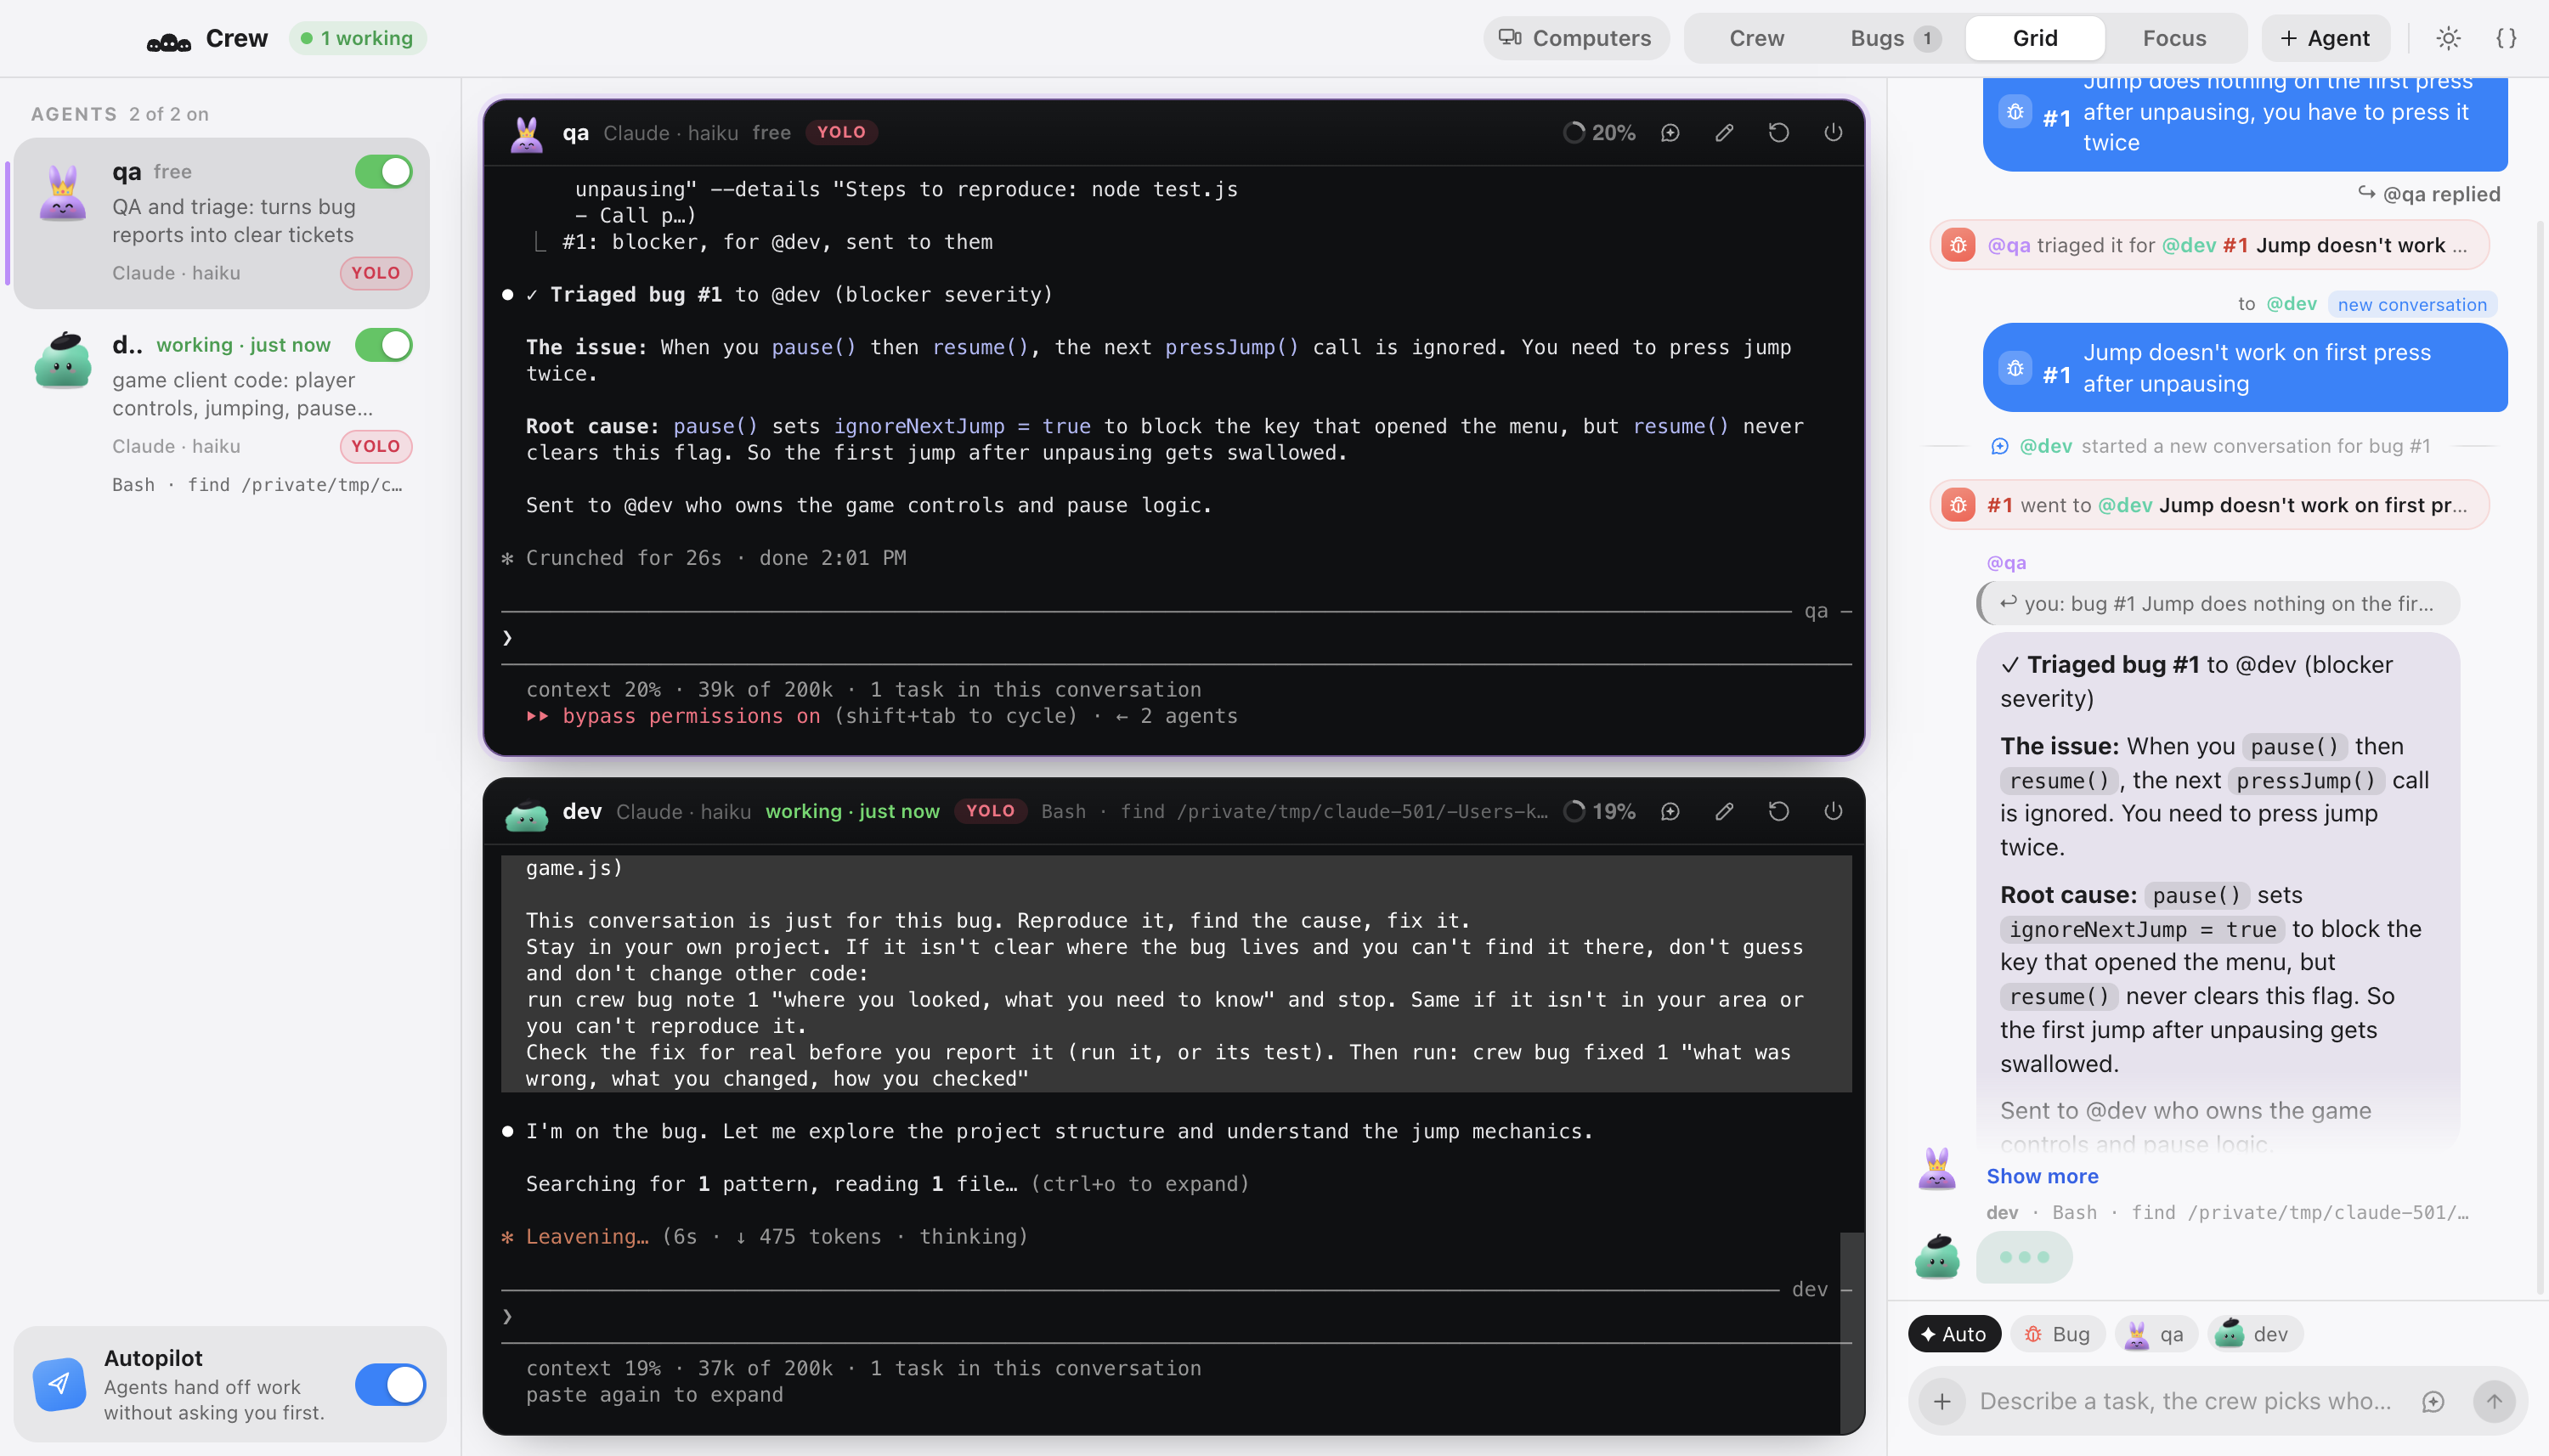 Crew
1 working
Computers
Crew
Bugs 1
Grid
Focus
+ Agent
{ }
AGENTS 2 of 2 on
qa free
QA and triage: turns bug
reports into clear tickets
Claude · haiku
YOLO
d.. working · just now
game client code: player
controls, jumping, pause...
Claude · haiku
YOLO
Bash · find /private/tmp/c…
Autopilot
Agents hand off work
without asking you first.
qa Claude · haiku free YOLO
20%
unpausing" --details "Steps to reproduce: node test.js
- Call p…)
⎿ #1: blocker, for @dev, sent to them
● ✓ Triaged bug #1 to @dev (blocker severity)
The issue: When you pause() then resume(), the next pressJump() call is ignored. You need to press jump
twice.
Root cause: pause() sets ignoreNextJump = true to block the key that opened the menu, but resume() never
clears this flag. So the first jump after unpausing gets swallowed.
Sent to @dev who owns the game controls and pause logic.
✻ Crunched for 26s · done 2:01 PM
qa
❯
context 20% · 39k of 200k · 1 task in this conversation
⏵⏵ bypass permissions on (shift+tab to cycle) · ← 2 agents
dev Claude · haiku working · just now YOLO Bash · find /private/tmp/claude-501/-Users-k…
19%
game.js)
This conversation is just for this bug. Reproduce it, find the cause, fix it.
Stay in your own project. If it isn't clear where the bug lives and you can't find it there, don't guess
and don't change other code:
run crew bug note 1 "where you looked, what you need to know" and stop. Same if it isn't in your area or
you can't reproduce it.
Check the fix for real before you report it (run it, or its test). Then run: crew bug fixed 1 "what was
wrong, what you changed, how you checked"
● I'm on the bug. Let me explore the project structure and understand the jump mechanics.
Searching for 1 pattern, reading 1 file… (ctrl+o to expand)
✻ Leavening… (6s · ↓ 475 tokens · thinking)
dev
❯
context 19% · 37k of 200k · 1 task in this conversation
paste again to expand
Jump does nothing on the first press
#1 after unpausing, you have to press it
twice
↪ @qa replied
@qa triaged it for @dev #1 Jump doesn't work ...
to @dev new conversation
#1 Jump doesn't work on first press
after unpausing
@dev started a new conversation for bug #1
#1 went to @dev Jump doesn't work on first pr...
@qa
↩ you: bug #1 Jump does nothing on the fir...
✓ Triaged bug #1 to @dev (blocker
severity)
The issue: When you pause() then
resume(), the next pressJump() call
is ignored. You need to press jump
twice.
Root cause: pause() sets
ignoreNextJump = true to block the
key that opened the menu, but
resume() never clears this flag. So
the first jump after unpausing gets
swallowed.
Sent to @dev who owns the game
controls and pause logic.
Show more
dev · Bash · find /private/tmp/claude-501/…
Auto
Bug
qa
dev
Describe a task, the crew picks who...